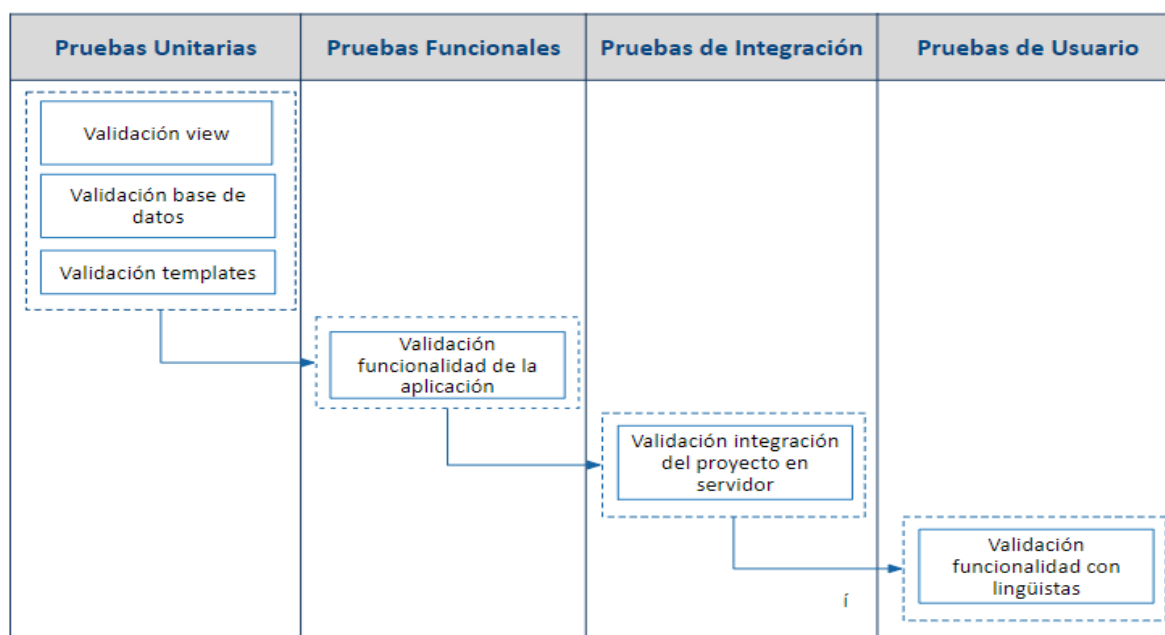 Pruebas Unitarias
Pruebas Funcionales
Pruebas de Integración
Pruebas de Usuario
Validación view
Validación base de
datos
Validación templates
Validación
funcionalidad de la
aplicación
Validación integración
del proyecto en
servidor
Validación
funcionalidad con
lingüistas
í